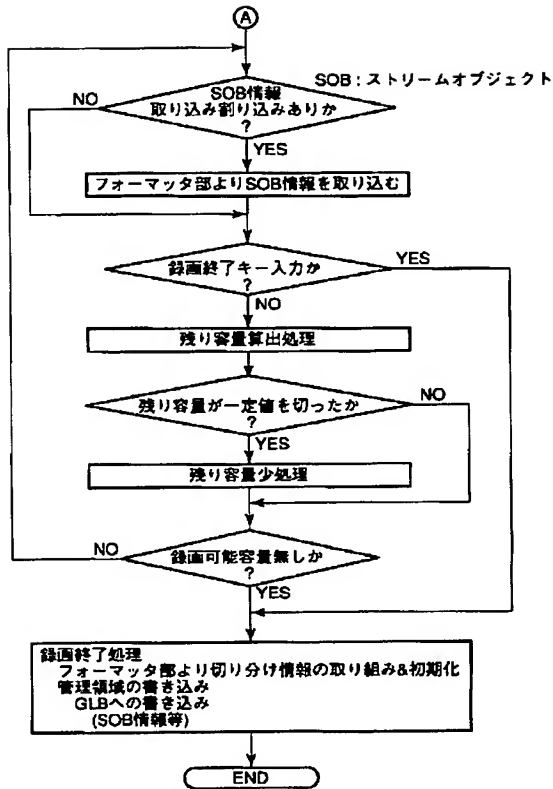 A
SOB：ストリームオブジェクト
SOB情報
取り込み割り込みありか
?
NO
YES
フォーマッタ部よりSOB情報を取り込む
録画終了キー入力か
?
YES
NO
残り容量算出処理
残り容量が一定値を切ったか
?
NO
YES
残り容量少処理
録画可能容量無しか
?
NO
YES
録画終了処理
フォーマッタ部より切り分け情報の取り組み&初期化
管理領域の書き込み
GLBへの書き込み
(SOB情報等)
END